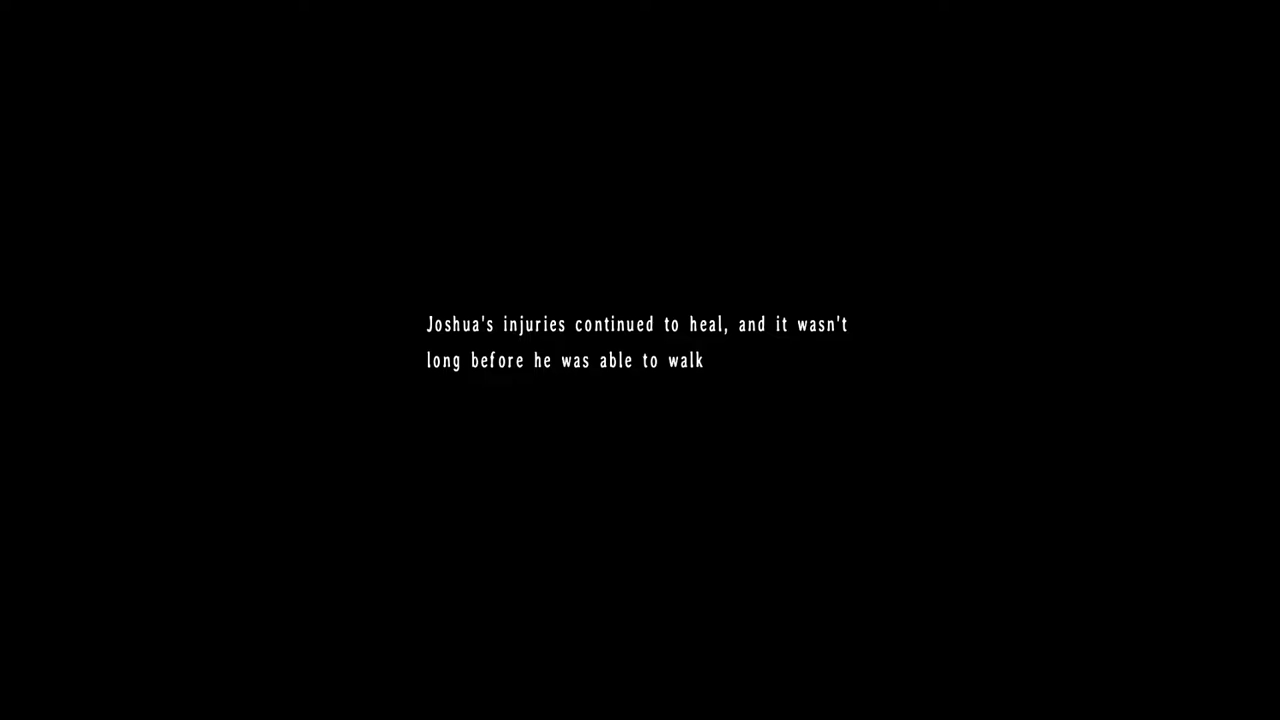 Joshua's injuries continued to heal, and it wasn't
long before he was able to walk